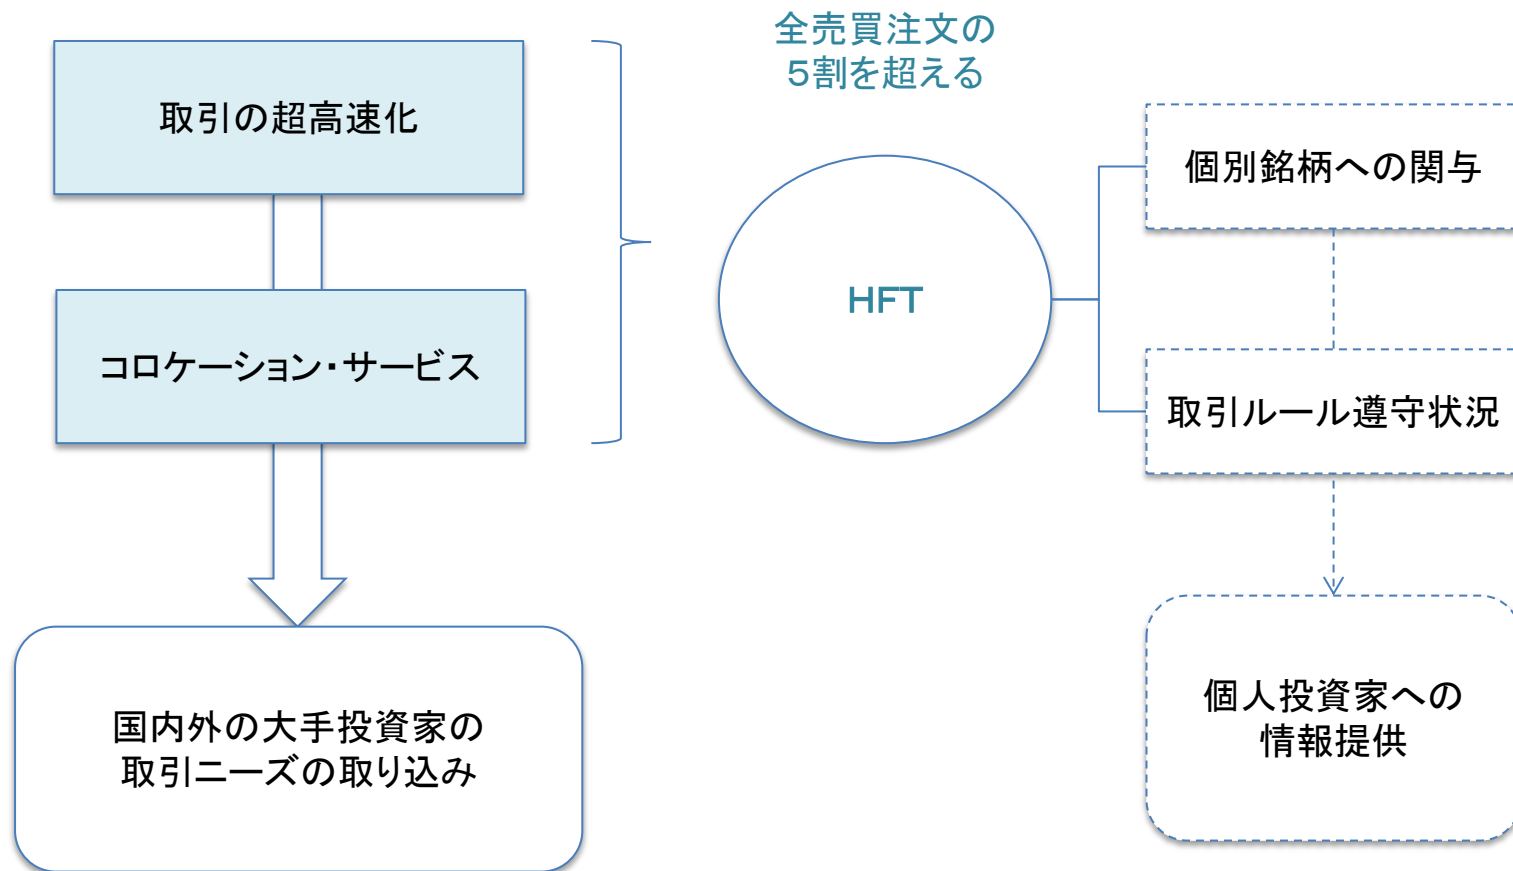 取引の超高速化
コロケーション・サービス
国内外の大手投資家の
取引ニーズの取り込み
全売買注文の
５割を超える
ＨＦＴ
個別銘柄への関与
取引ルール遵守状況
個人投資家への
情報提供